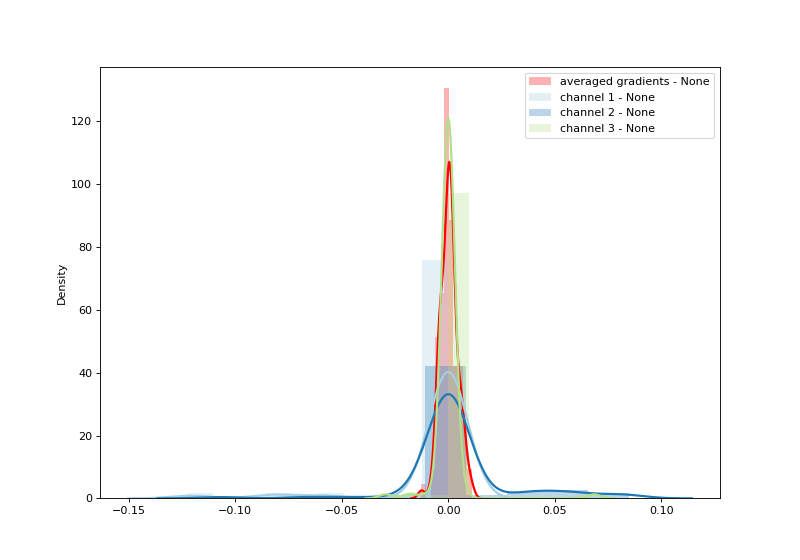 averaged gradients - None
channel 1 - None
channel 2 - None
channel 3 - None
120
100
80
60
40
20
0
Density
−0.15
−0.10
−0.05
0.00
0.05
0.10